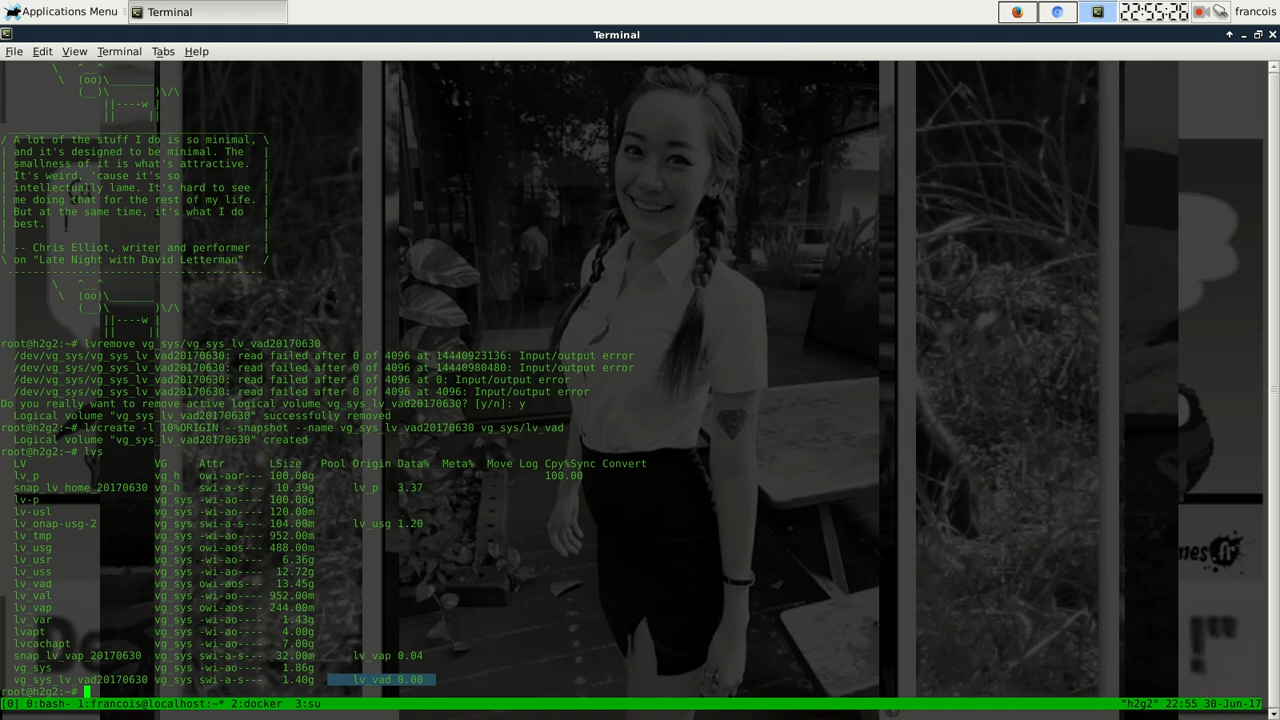 Applications Menu
Terminal
22:55:26
francois
Terminal
File Edit View Terminal Tabs Help
        \   ^__^
         \  (oo)\_______
            (__)\       )\/\
                ||----w |
                ||     ||
 ________________________________________
/ A lot of the stuff I do is so minimal, \
| and it's designed to be minimal. The   |
| smallness of it is what's attractive.  |
| It's weird, 'cause it's so             |
| intellectually lame. It's hard to see  |
| me doing that for the rest of my life. |
| But at the same time, it's what I do   |
| best.                                  |
|                                        |
| -- Chris Elliot, writer and performer  |
\ on "Late Night with David Letterman"   /
 ----------------------------------------
        \   ^__^
         \  (oo)\_______
            (__)\       )\/\
                ||----w |
                ||     ||
root@h2g2:~# lvremove vg_sys/vg_sys_lv_vad20170630
  /dev/vg_sys/vg_sys_lv_vad20170630: read failed after 0 of 4096 at 14440923136: Input/output error
  /dev/vg_sys/vg_sys_lv_vad20170630: read failed after 0 of 4096 at 14440980480: Input/output error
  /dev/vg_sys/vg_sys_lv_vad20170630: read failed after 0 of 4096 at 0: Input/output error
  /dev/vg_sys/vg_sys_lv_vad20170630: read failed after 0 of 4096 at 4096: Input/output error
Do you really want to remove active logical volume vg_sys_lv_vad20170630? [y/n]: y
  Logical volume "vg_sys_lv_vad20170630" successfully removed
root@h2g2:~# lvcreate -l 10%ORIGIN --snapshot --name vg_sys_lv_vad20170630 vg_sys/lv_vad
  Logical volume "vg_sys_lv_vad20170630" created
root@h2g2:~# lvs
  LV                   VG     Attr       LSize   Pool Origin Data%  Meta%  Move Log Cpy%Sync Convert
  lv_p                 vg_h   owi-aor--- 100.00g                                    100.00
  snap_lv_home_20170630 vg_h   swi-a-s---  10.39g      lv_p   3.37
  lv-p                 vg_sys -wi-ao---- 100.00g
  lv-usl               vg_sys -wi-ao---- 120.00m
  lv_onap-usg-2        vg_sys swi-a-s--- 104.00m      lv_usg 1.20
  lv_tmp               vg_sys -wi-ao---- 952.00m
  lv_usg               vg_sys owi-aos--- 488.00m
  lv_usr               vg_sys -wi-ao----   6.36g
  lv_uss               vg_sys -wi-ao----  12.72g
  lv_vad               vg_sys owi-aos---  13.45g
  lv_val               vg_sys -wi-ao---- 952.00m
  lv_vap               vg_sys owi-aos--- 244.00m
  lv_var               vg_sys -wi-ao----   1.43g
  lvapt                vg_sys -wi-ao----   4.00g
  lvcachapt            vg_sys -wi-ao----   7.00g
  snap_lv_vap_20170630 vg_sys swi-a-s---  32.00m      lv_vap 0.04
  vg_sys               vg_sys -wi-ao----   1.86g
  vg_sys_lv_vad20170630 vg_sys swi-a-s---   1.40g      lv_vad 0.00
root@h2g2:~#
[0] 0:bash- 1:francois@localhost:~* 2:docker  3:su "h2g2" 22:55 30-Jun-17